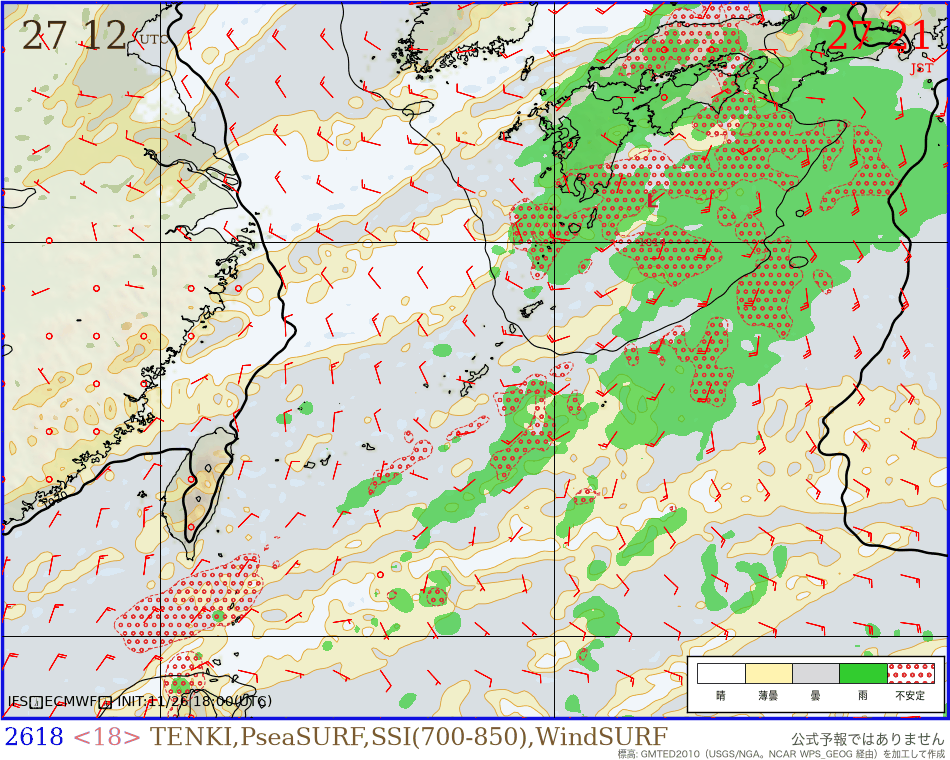 27 12 UTC
27 21
JST
L
IFS ECMWF INIT:11/26 18:00(UTC)
晴 薄曇 曇 雨 不安定
2618 <18> TENKI,PseaSURF,SSI(700-850),WindSURF
公式予報ではありません
標高: GMTED2010（USGS/NGA。NCAR WPS_GEOG 経由）を加工して作成